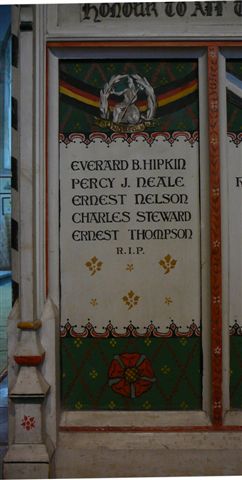 HONOUR TO ALL
EVERARD B. HIPKIN
PERCY J. NEALE
ERNEST NELSON
CHARLES STEWARD
ERNEST THOMPSON
R.I.P.